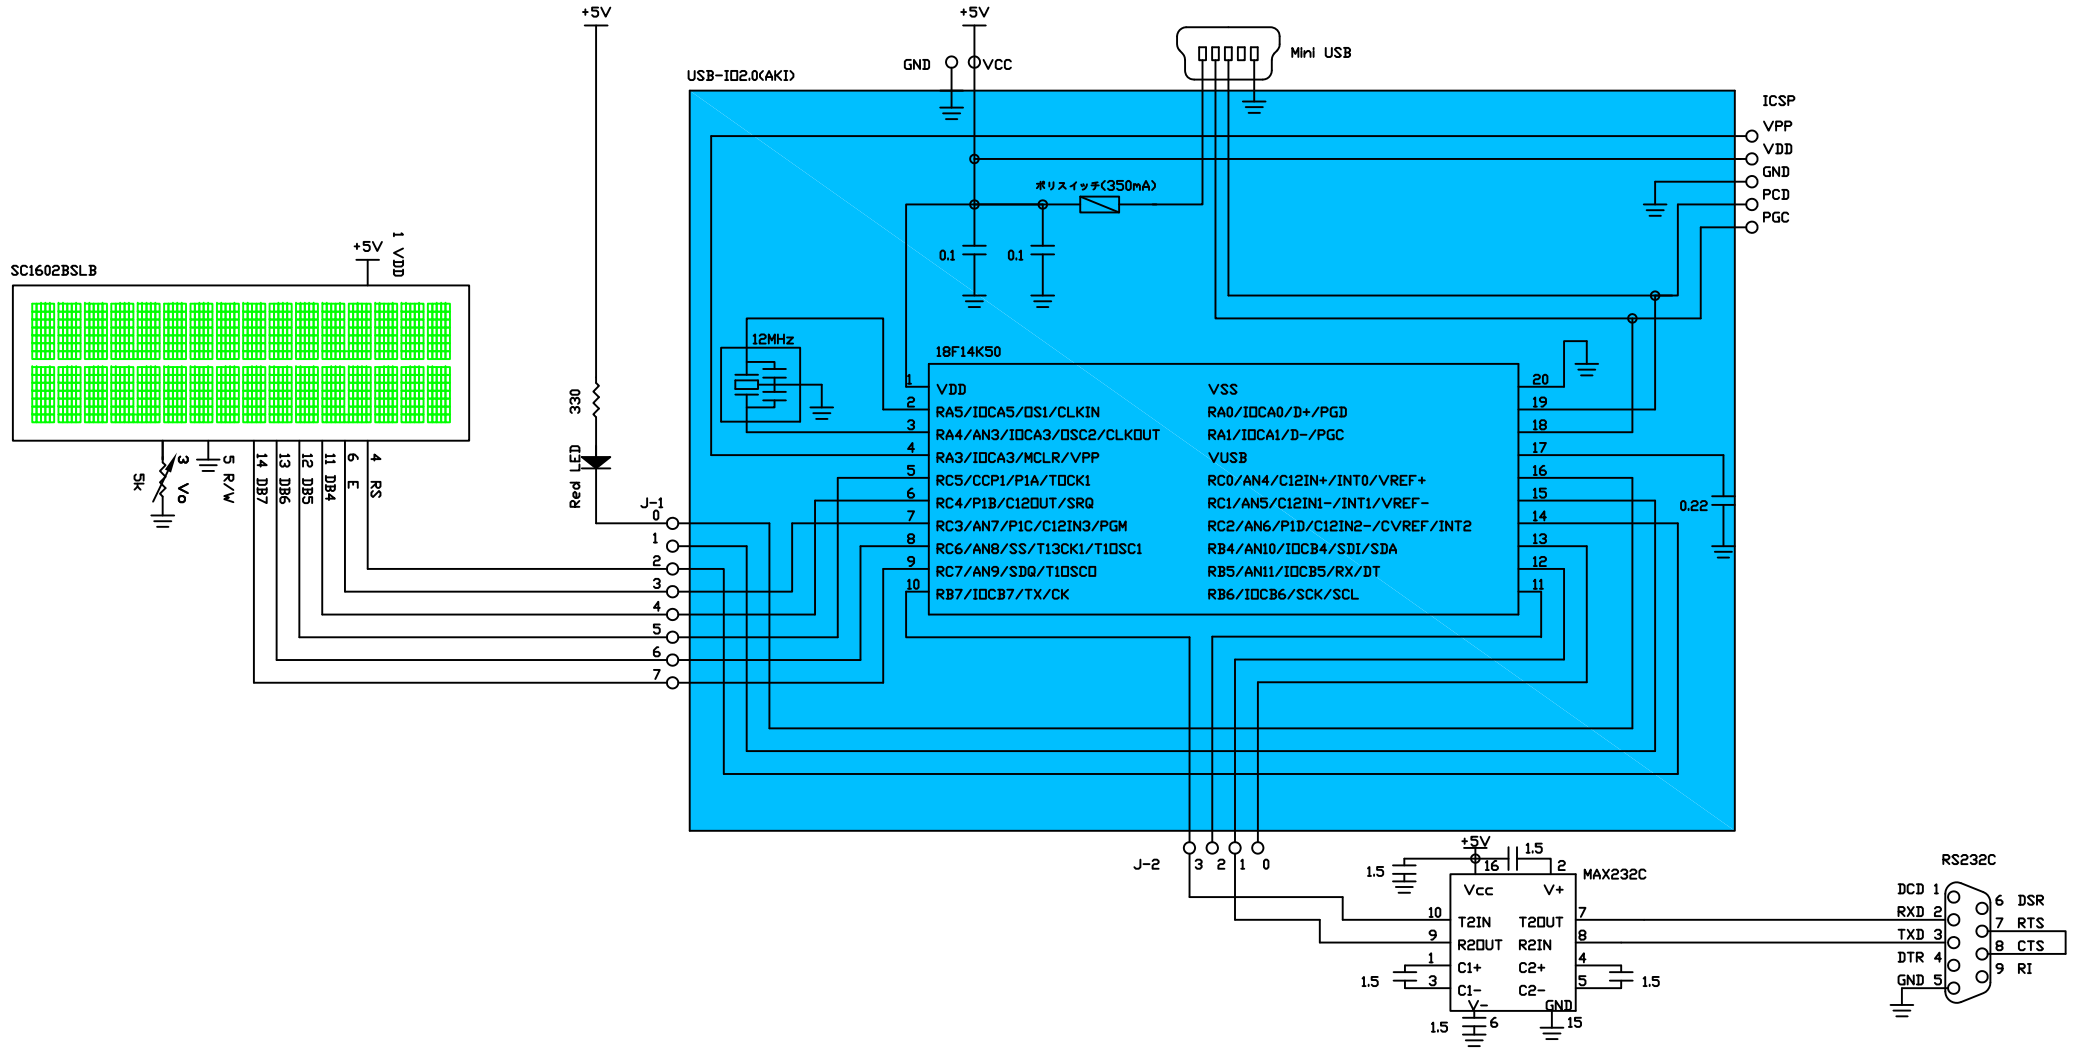 +5V
+5V
GND
VCC
Mini USB
USB-IO2.0(AKI)
ICSP
VPP
VDD
GND
PCD
PGC
ポリスイッチ(350mA)
0.1
0.1
+5V
1 VDD
SC1602BSLB
3 Vo
5k
5 R/W
14 DB7
13 DB6
12 DB5
11 DB4
6 E
4 RS
330
Red LED
12MHz
18F14K50
1 VDD
2 RA5/IOCA5/OS1/CLKIN
3 RA4/AN3/IOCA3/OSC2/CLKOUT
4 RA3/IOCA3/MCLR/VPP
5 RC5/CCP1/P1A/TOCK1
6 RC4/P1B/C12OUT/SRQ
7 RC3/AN7/P1C/C12IN3/PGM
8 RC6/AN8/SS/T13CK1/T1OSC1
9 RC7/AN9/SDQ/T1OSCO
10 RB7/IOCB7/TX/CK
VSS 20
RA0/IOCA0/D+/PGD 19
RA1/IOCA1/D-/PGC 18
VUSB 17
RC0/AN4/C12IN+/INT0/VREF+ 16
RC1/AN5/C12IN1-/INT1/VREF- 15
RC2/AN6/P1D/C12IN2-/CVREF/INT2 14
RB4/AN10/IOCB4/SDI/SDA 13
RB5/AN11/IOCB5/RX/DT 12
RB6/IOCB6/SCK/SCL 11
0.22
J-1
0
1
2
3
4
5
6
7
J-2 3 2 1 0
+5V
1.5
1.5
16
2
MAX232C
Vcc V+
10 T2IN T2OUT 7
9 R2OUT R2IN 8
1 C1+ C2+ 4
3 C1- C2- 5
1.5
1.5
V- GND
1.5
6
15
RS232C
DCD 1
RXD 2
TXD 3
DTR 4
GND 5
6 DSR
7 RTS
8 CTS
9 RI